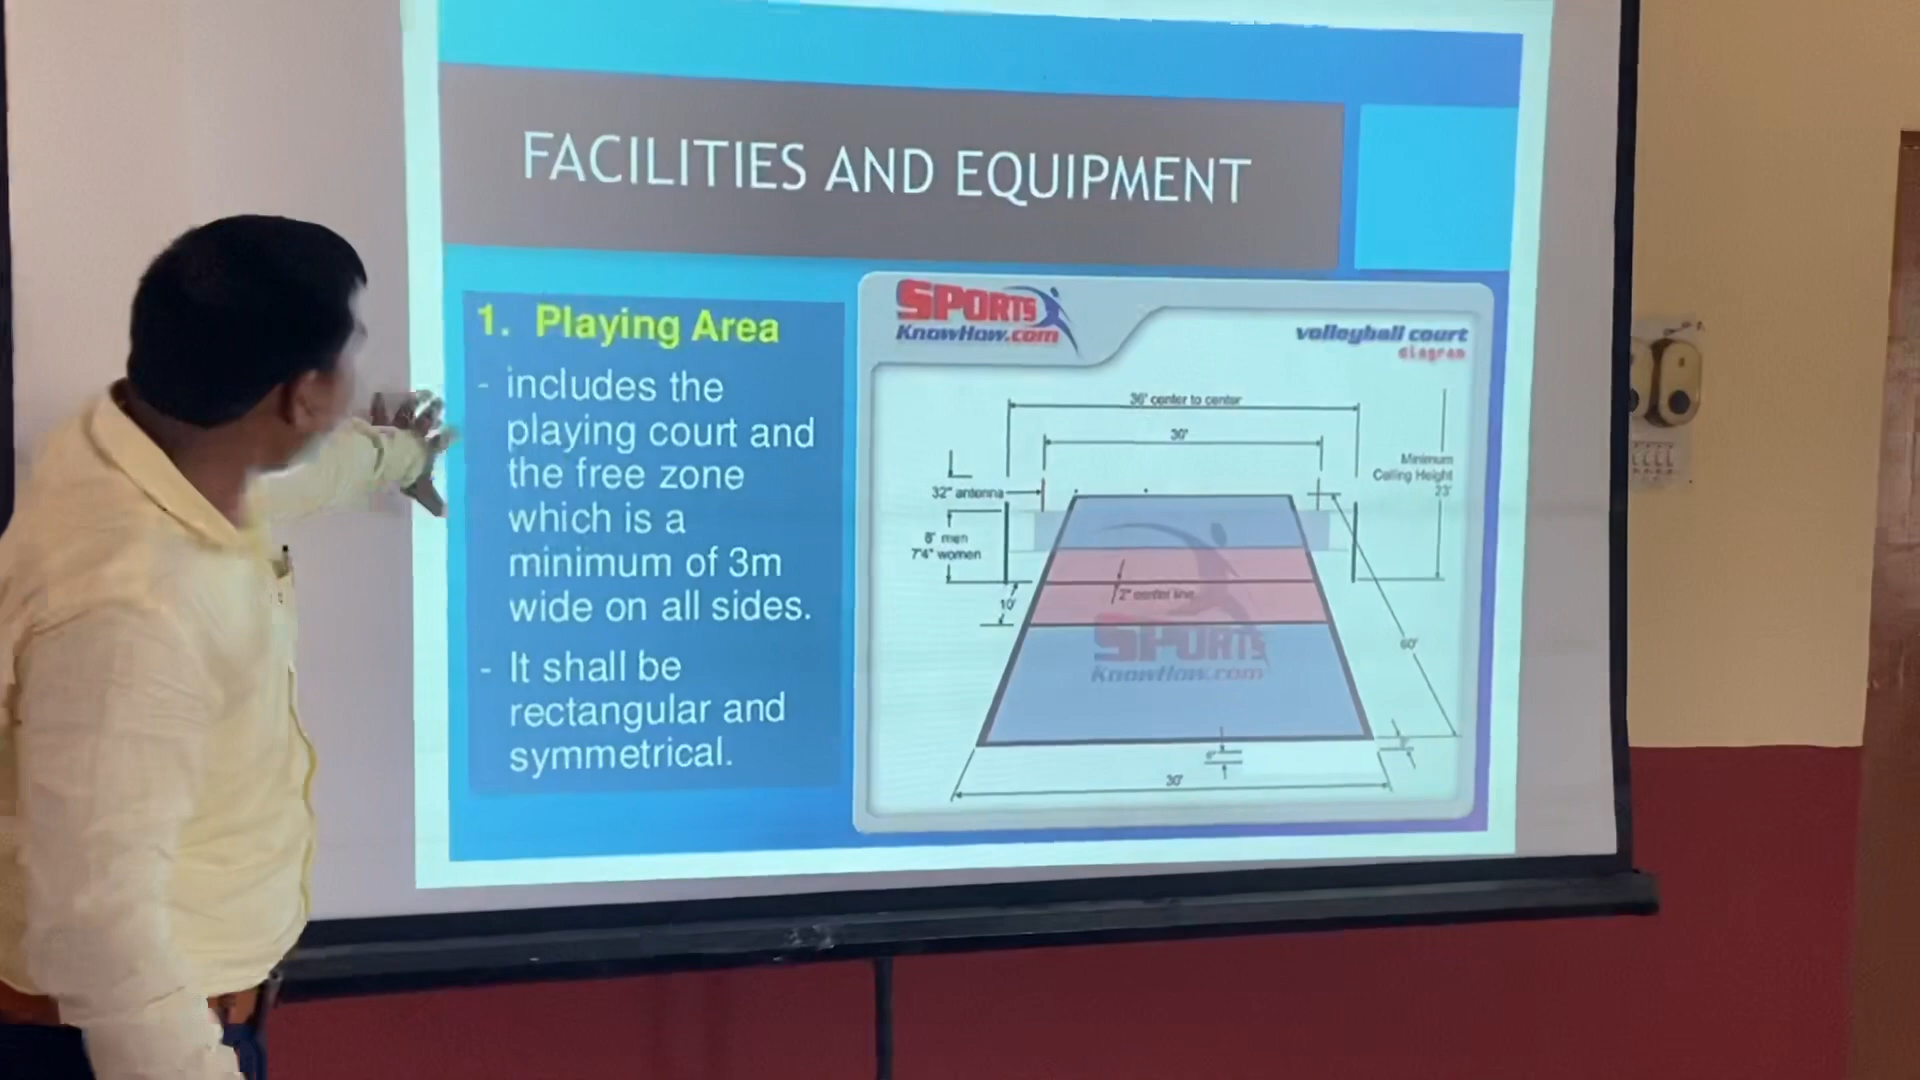 FACILITIES AND EQUIPMENT
1. Playing Area
- includes the
playing court and
the free zone
which is a
minimum of 3m
wide on all sides.
- It shall be
rectangular and
symmetrical.
SPORTS
KnowHow.com
volleyball court
diagram
36' center to center
30'
Minimum
Ceiling Height
23'
32" antenna
8' men
7'4" women
10'
2" center line
SPORTS
KnowHow.com
60'
30'